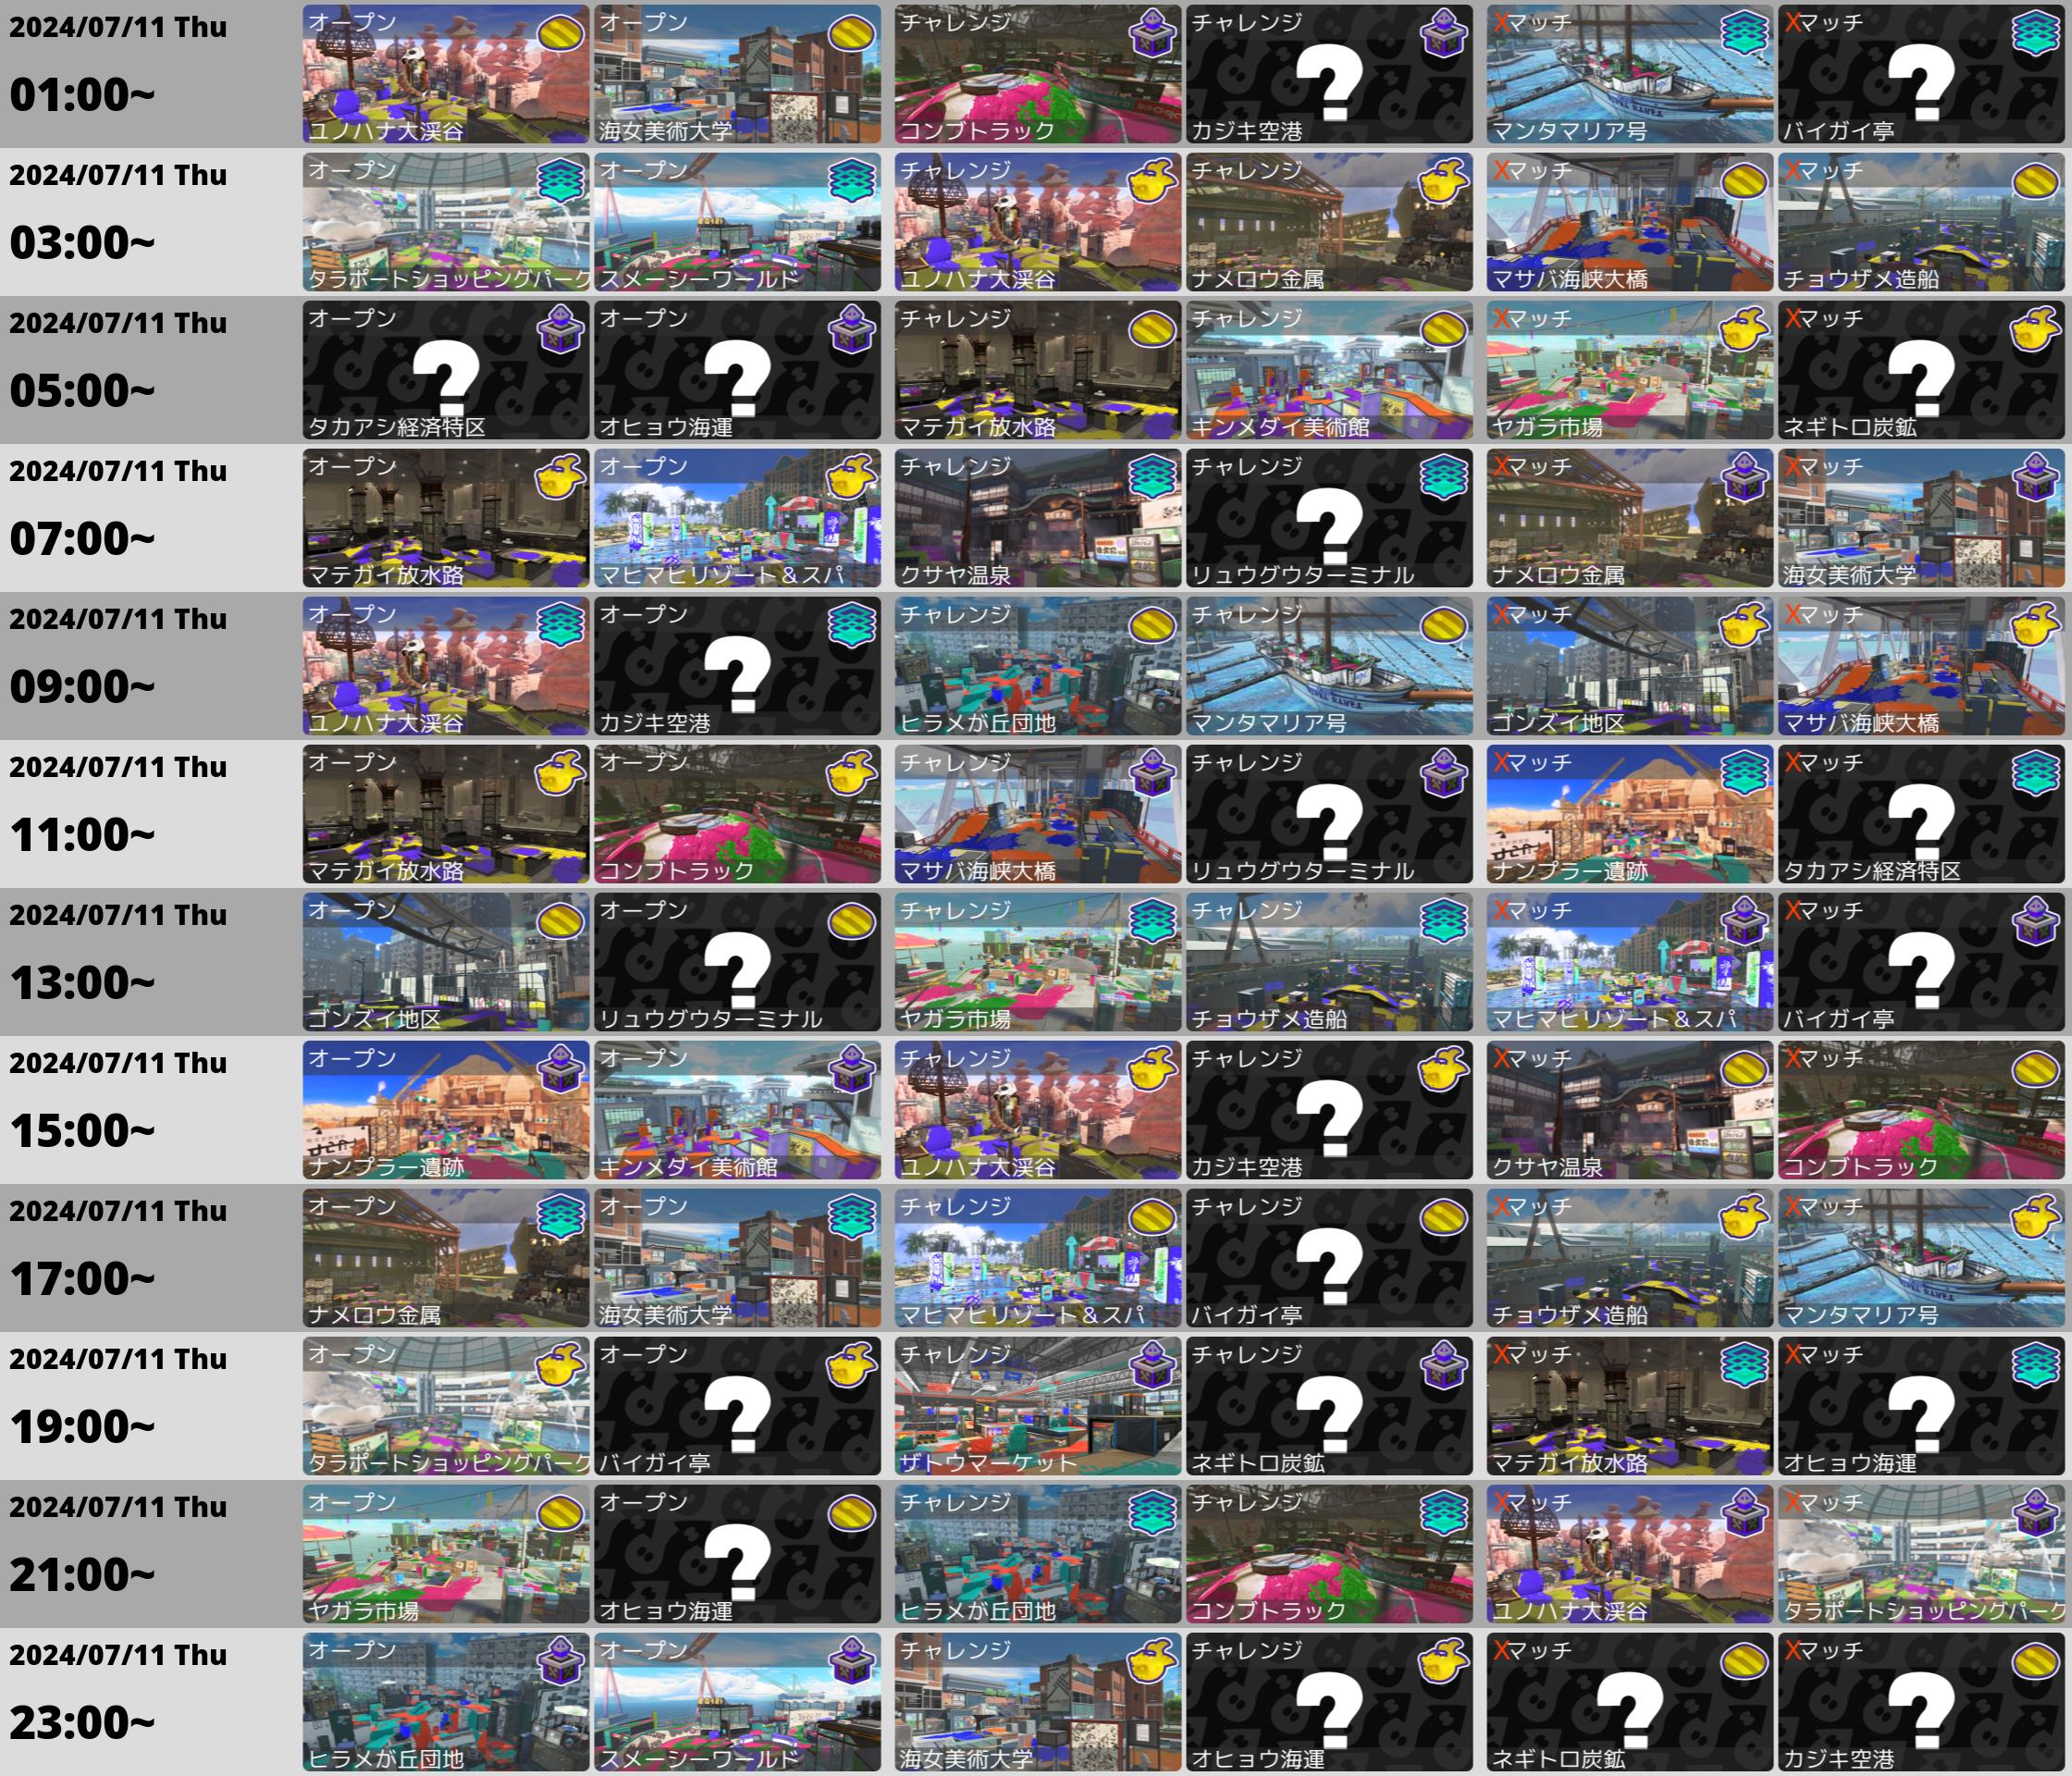 2024/07/11 Thu
01:00~
オープン
ユノハナ大渓谷
オープン
海女美術大学
チャレンジ
コンブトラック
チャレンジ
カジキ空港
Xマッチ
マンタマリア号
Xマッチ
バイガイ亭
2024/07/11 Thu
03:00~
オープン
タラポートショッピングパーク
オープン
スメーシーワールド
チャレンジ
ユノハナ大渓谷
チャレンジ
ナメロウ金属
Xマッチ
マサバ海峡大橋
Xマッチ
チョウザメ造船
2024/07/11 Thu
05:00~
オープン
タカアシ経済特区
オープン
オヒョウ海運
チャレンジ
マテガイ放水路
チャレンジ
キンメダイ美術館
Xマッチ
ヤガラ市場
Xマッチ
ネギトロ炭鉱
2024/07/11 Thu
07:00~
オープン
マテガイ放水路
オープン
マヒマヒリゾート＆スパ
チャレンジ
クサヤ温泉
チャレンジ
リュウグウターミナル
Xマッチ
ナメロウ金属
Xマッチ
海女美術大学
2024/07/11 Thu
09:00~
オープン
ユノハナ大渓谷
オープン
カジキ空港
チャレンジ
ヒラメが丘団地
チャレンジ
マンタマリア号
Xマッチ
ゴンズイ地区
Xマッチ
マサバ海峡大橋
2024/07/11 Thu
11:00~
オープン
マテガイ放水路
オープン
コンブトラック
チャレンジ
マサバ海峡大橋
チャレンジ
リュウグウターミナル
Xマッチ
ナンプラー遺跡
Xマッチ
タカアシ経済特区
2024/07/11 Thu
13:00~
オープン
ゴンズイ地区
オープン
リュウグウターミナル
チャレンジ
ヤガラ市場
チャレンジ
チョウザメ造船
Xマッチ
マヒマヒリゾート＆スパ
Xマッチ
バイガイ亭
2024/07/11 Thu
15:00~
オープン
ナンプラー遺跡
オープン
キンメダイ美術館
チャレンジ
ユノハナ大渓谷
チャレンジ
カジキ空港
Xマッチ
クサヤ温泉
Xマッチ
コンブトラック
2024/07/11 Thu
17:00~
オープン
ナメロウ金属
オープン
海女美術大学
チャレンジ
マヒマヒリゾート＆スパ
チャレンジ
バイガイ亭
Xマッチ
チョウザメ造船
Xマッチ
マンタマリア号
2024/07/11 Thu
19:00~
オープン
タラポートショッピングパーク
オープン
バイガイ亭
チャレンジ
ザトウマーケット
チャレンジ
ネギトロ炭鉱
Xマッチ
マテガイ放水路
Xマッチ
オヒョウ海運
2024/07/11 Thu
21:00~
オープン
ヤガラ市場
オープン
オヒョウ海運
チャレンジ
ヒラメが丘団地
チャレンジ
コンブトラック
Xマッチ
ユノハナ大渓谷
Xマッチ
タラポートショッピングパーク
2024/07/11 Thu
23:00~
オープン
ヒラメが丘団地
オープン
スメーシーワールド
チャレンジ
海女美術大学
チャレンジ
オヒョウ海運
Xマッチ
ネギトロ炭鉱
Xマッチ
カジキ空港